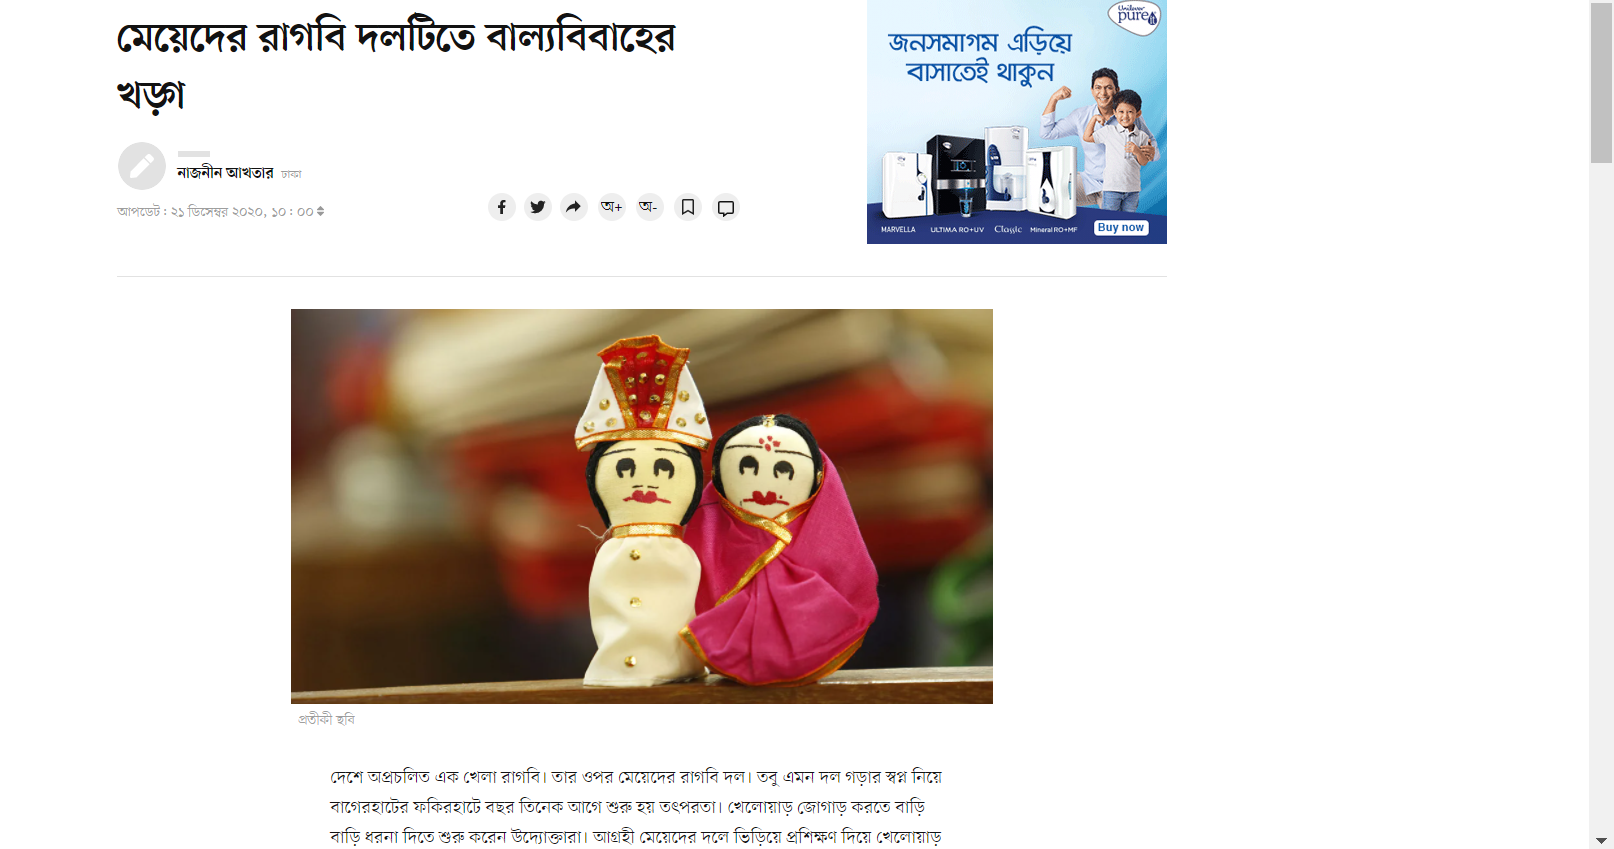 মেয়েদের রাগবি দলটিতে বাল্যবিবাহের
খড়্গ
নাজনীন আখতার ঢাকা
আপডেট : ২১ ডিসেম্বর ২০২০, ১০ : ০০
অ+ অ-
Unilever
pureit
জনসমাগম এড়িয়ে
বাসাতেই থাকুন
MARVELLA ULTIMA RO+UV Classic Mineral RO+MF Buy now
প্রতীকী ছবি
দেশে অপ্রচলিত এক খেলা রাগবি। তার ওপর মেয়েদের রাগবি দল। তবু এমন দল গড়ার স্বপ্ন নিয়ে
বাগেরহাটের ফকিরহাটে বছর তিনেক আগে শুরু হয় তৎপরতা। খেলোয়াড় জোগাড় করতে বাড়ি
বাড়ি ধরনা দিতে শুরু করেন উদ্যোক্তারা। আগ্রহী মেয়েদের দলে ভিড়িয়ে প্রশিক্ষণ দিয়ে খেলোয়াড়